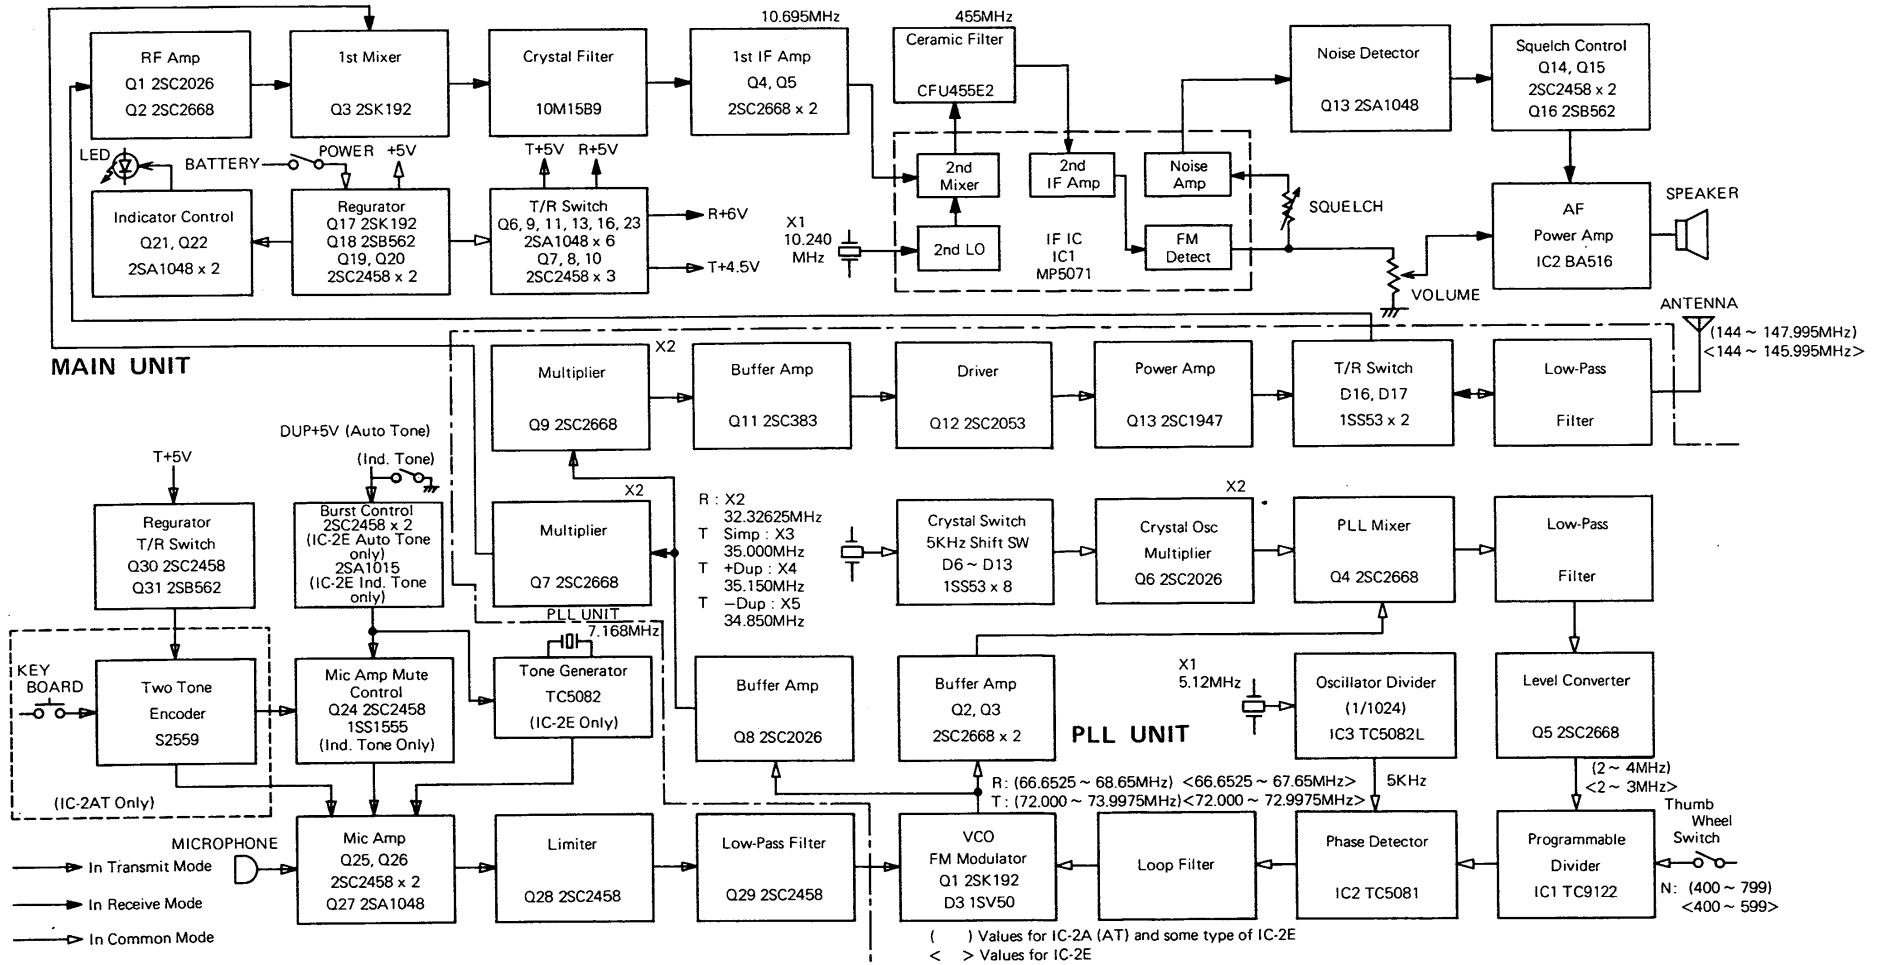 10.695MHz
455MHz
RF Amp
Q1 2SC2026
Q2 2SC2668
1st Mixer
Q3 2SK192
Crystal Filter
10M15B9
1st IF Amp
Q4, Q5
2SC2668 x 2
Ceramic Filter
CFU455E2
Noise Detector
Q13 2SA1048
Squelch Control
Q14, Q15
2SC2458 x 2
Q16 2SB562
LED
BATTERY
POWER
+5V
T+5V
R+5V
Indicator Control
Q21, Q22
2SA1048 x 2
Regurator
Q17 2SK192
Q18 2SB562
Q19, Q20
2SC2458 x 2
T/R Switch
Q6, 9, 11, 13, 16, 23
2SA1048 x 6
Q7, 8, 10
2SC2458 x 3
R+6V
T+4.5V
X1
10.240
MHz
2nd
Mixer
2nd LO
2nd
IF Amp
Noise
Amp
FM
Detect
IF IC
IC1
MP5071
SQUELCH
VOLUME
AF
Power Amp
IC2 BA516
SPEAKER
ANTENNA
(144 ~ 147.995MHz)
<144 ~ 145.995MHz>
MAIN UNIT
X2
Multiplier
Q9 2SC2668
Buffer Amp
Q11 2SC383
Driver
Q12 2SC2053
Power Amp
Q13 2SC1947
T/R Switch
D16, D17
1SS53 x 2
Low-Pass
Filter
DUP+5V (Auto Tone)
(Ind. Tone)
T+5V
Regurator
T/R Switch
Q30 2SC2458
Q31 2SB562
Burst Control
2SC2458 x 2
(IC-2E Auto Tone
only)
2SA1015
(IC-2E Ind. Tone
only)
X2
Multiplier
Q7 2SC2668
R : X2
32.32625MHz
T Simp : X3
35.000MHz
T +Dup : X4
35.150MHz
T –Dup : X5
34.850MHz
Crystal Switch
5KHz Shift SW
D6 ~ D13
1SS53 x 8
X2
Crystal Osc
Multiplier
Q6 2SC2026
PLL Mixer
Q4 2SC2668
Low-Pass
Filter
PLL UNIT
7.168MHz
KEY
BOARD
Two Tone
Encoder
S2559
(IC-2AT Only)
Mic Amp Mute
Control
Q24 2SC2458
1SS1555
(Ind. Tone Only)
Tone Generator
TC5082
(IC-2E Only)
Buffer Amp
Q8 2SC2026
Buffer Amp
Q2, Q3
2SC2668 x 2
PLL UNIT
X1
5.12MHz
Oscillator Divider
(1/1024)
IC3 TC5082L
Level Converter
Q5 2SC2668
R: (66.6525 ~ 68.65MHz) <66.6525 ~ 67.65MHz>
T: (72.000 ~ 73.9975MHz)<72.000 ~ 72.9975MHz>
5KHz
(2 ~ 4MHz)
<2 ~ 3MHz>
Thumb
Wheel
Switch
MICROPHONE
Mic Amp
Q25, Q26
2SC2458 x 2
Q27 2SA1048
Limiter
Q28 2SC2458
Low-Pass Filter
Q29 2SC2458
VCO
FM Modulator
Q1 2SK192
D3 1SV50
Loop Filter
Phase Detector
IC2 TC5081
Programmable
Divider
IC1 TC9122
N: (400 ~ 799)
<400 ~ 599>
In Transmit Mode
In Receive Mode
In Common Mode
( ) Values for IC-2A (AT) and some type of IC-2E
< > Values for IC-2E